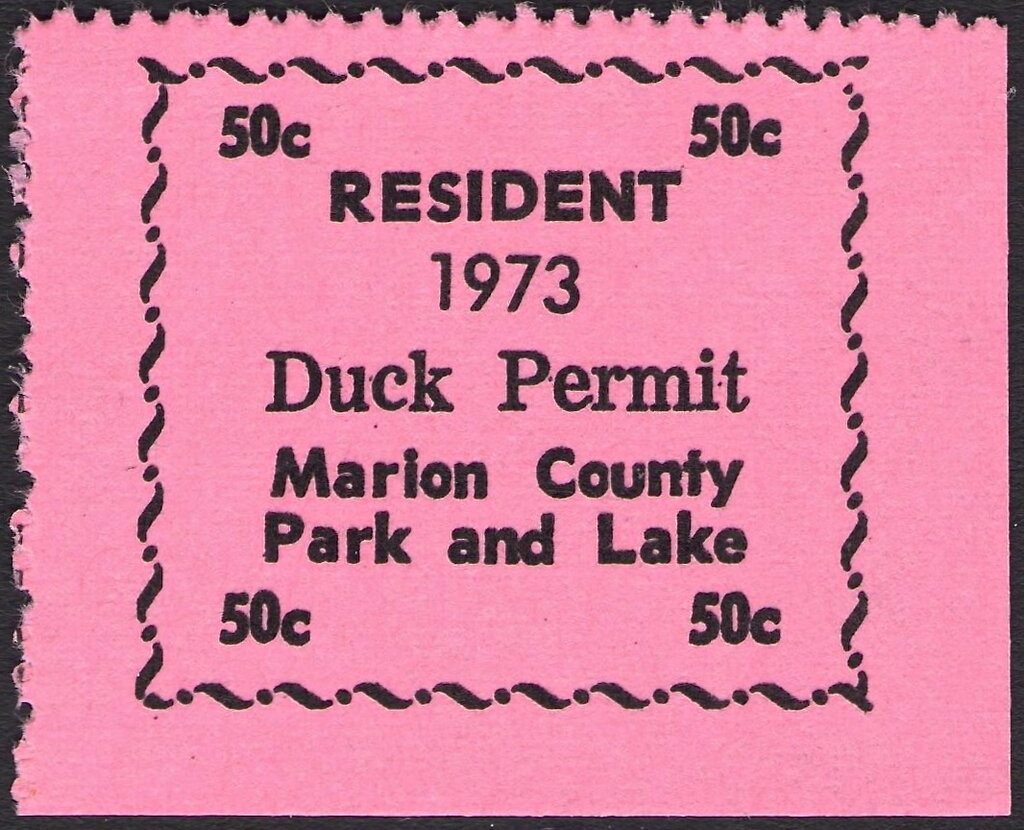 50c 50c
RESIDENT
1973
Duck Permit
Marion County
Park and Lake
50c 50c